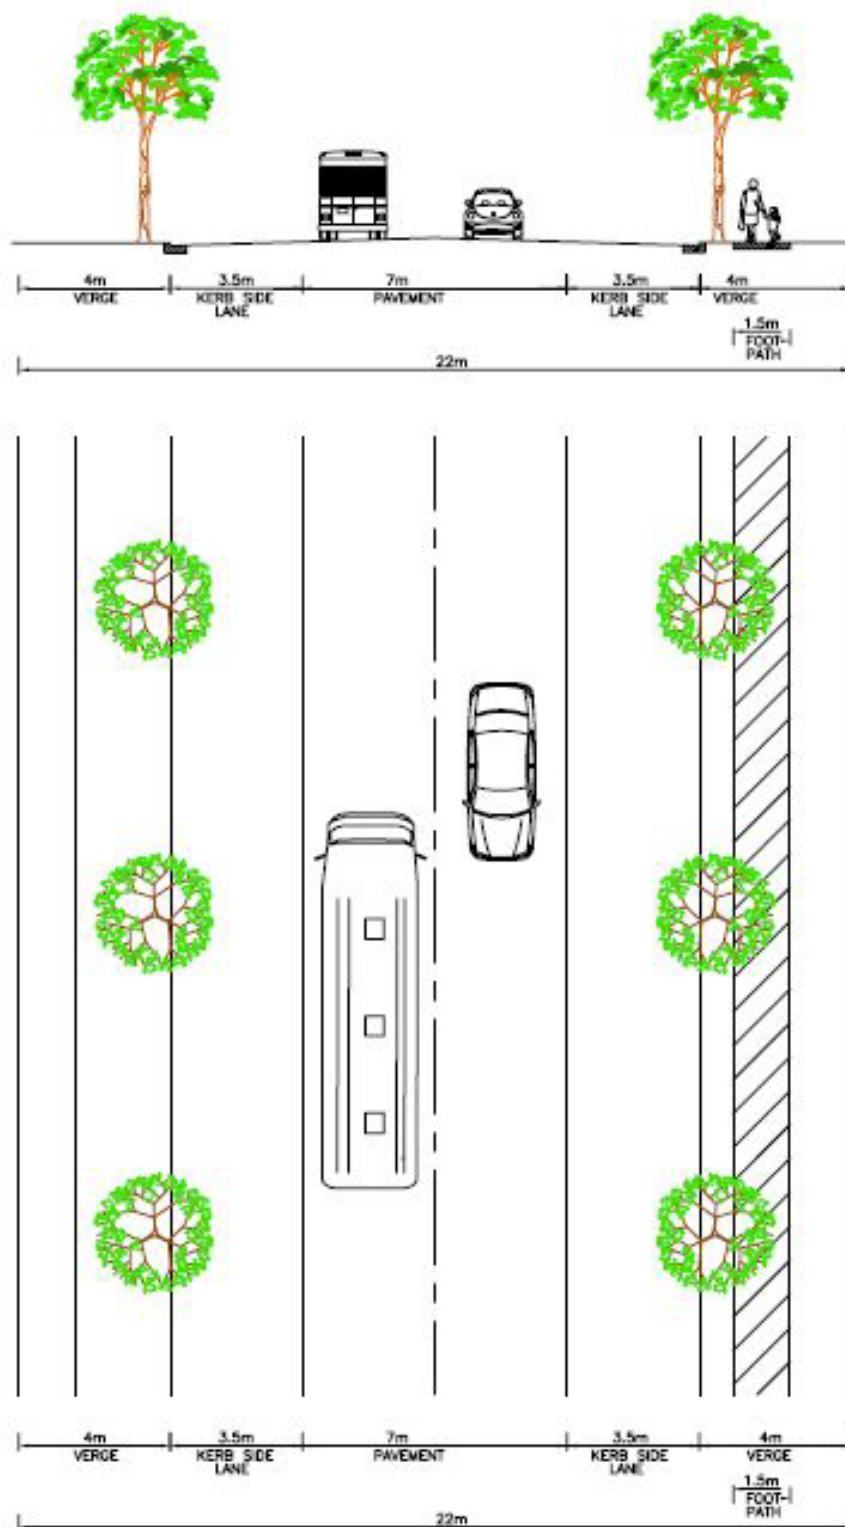 4m 3.5m 7m 3.5m 4m
VERGE KERB SIDE LANE PAVEMENT KERB SIDE LANE VERGE
1.5m
FOOT-
PATH
22m
4m 3.5m 7m 3.5m 4m
VERGE KERB SIDE LANE PAVEMENT KERB SIDE LANE VERGE
1.5m
FOOT-
PATH
22m